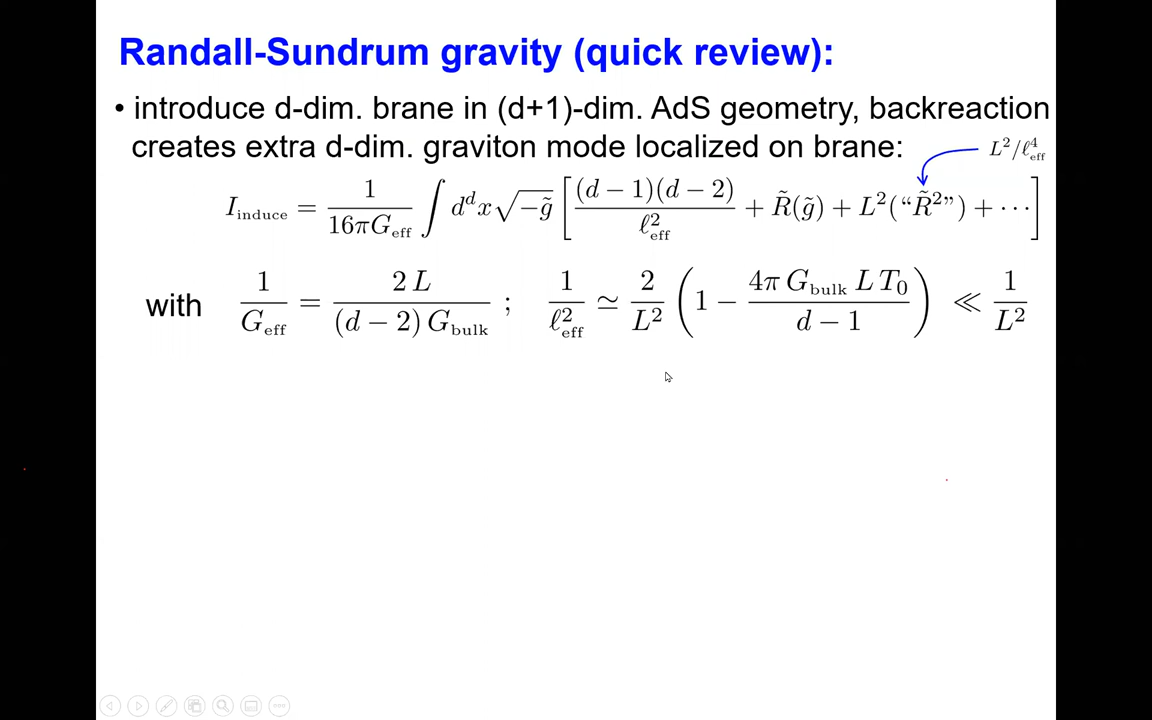 Randall-Sundrum gravity (quick review):
• introduce d-dim. brane in (d+1)-dim. AdS geometry, backreaction
creates extra d-dim. graviton mode localized on brane: L²/ℓ⁴_eff
I_induce = 1/(16πG_eff) ∫ d^d x √−g̃ [ (d − 1)(d − 2)/ℓ²_eff + R̃(g̃) + L²(“R̃²”) + ⋯ ]
with 1/G_eff = 2 L/((d − 2) G_bulk) ; 1/ℓ²_eff ≃ 2/L² (1 − 4π G_bulk L T₀/(d − 1)) ≪ 1/L²